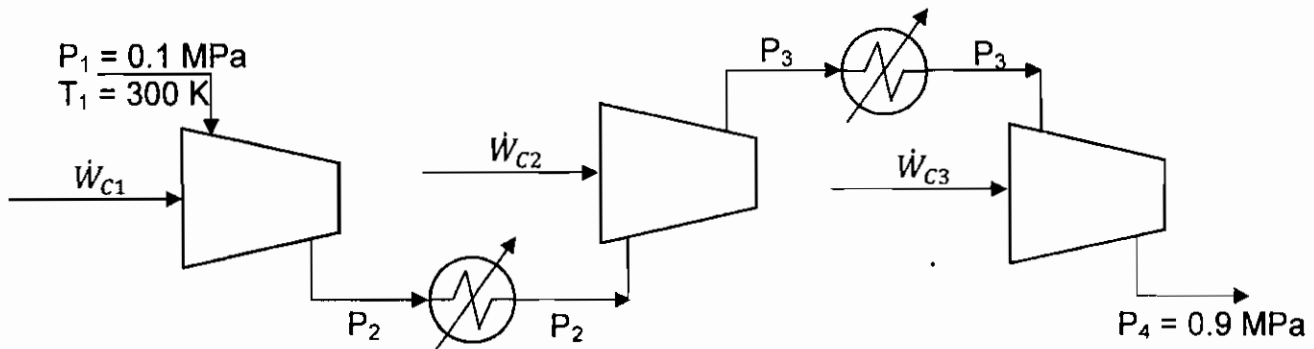 P₁ = 0.1 MPa
T₁ = 300 K
Ẇ_C1
P₂
P₂
Ẇ_C2
P₃
P₃
Ẇ_C3
P₄ = 0.9 MPa